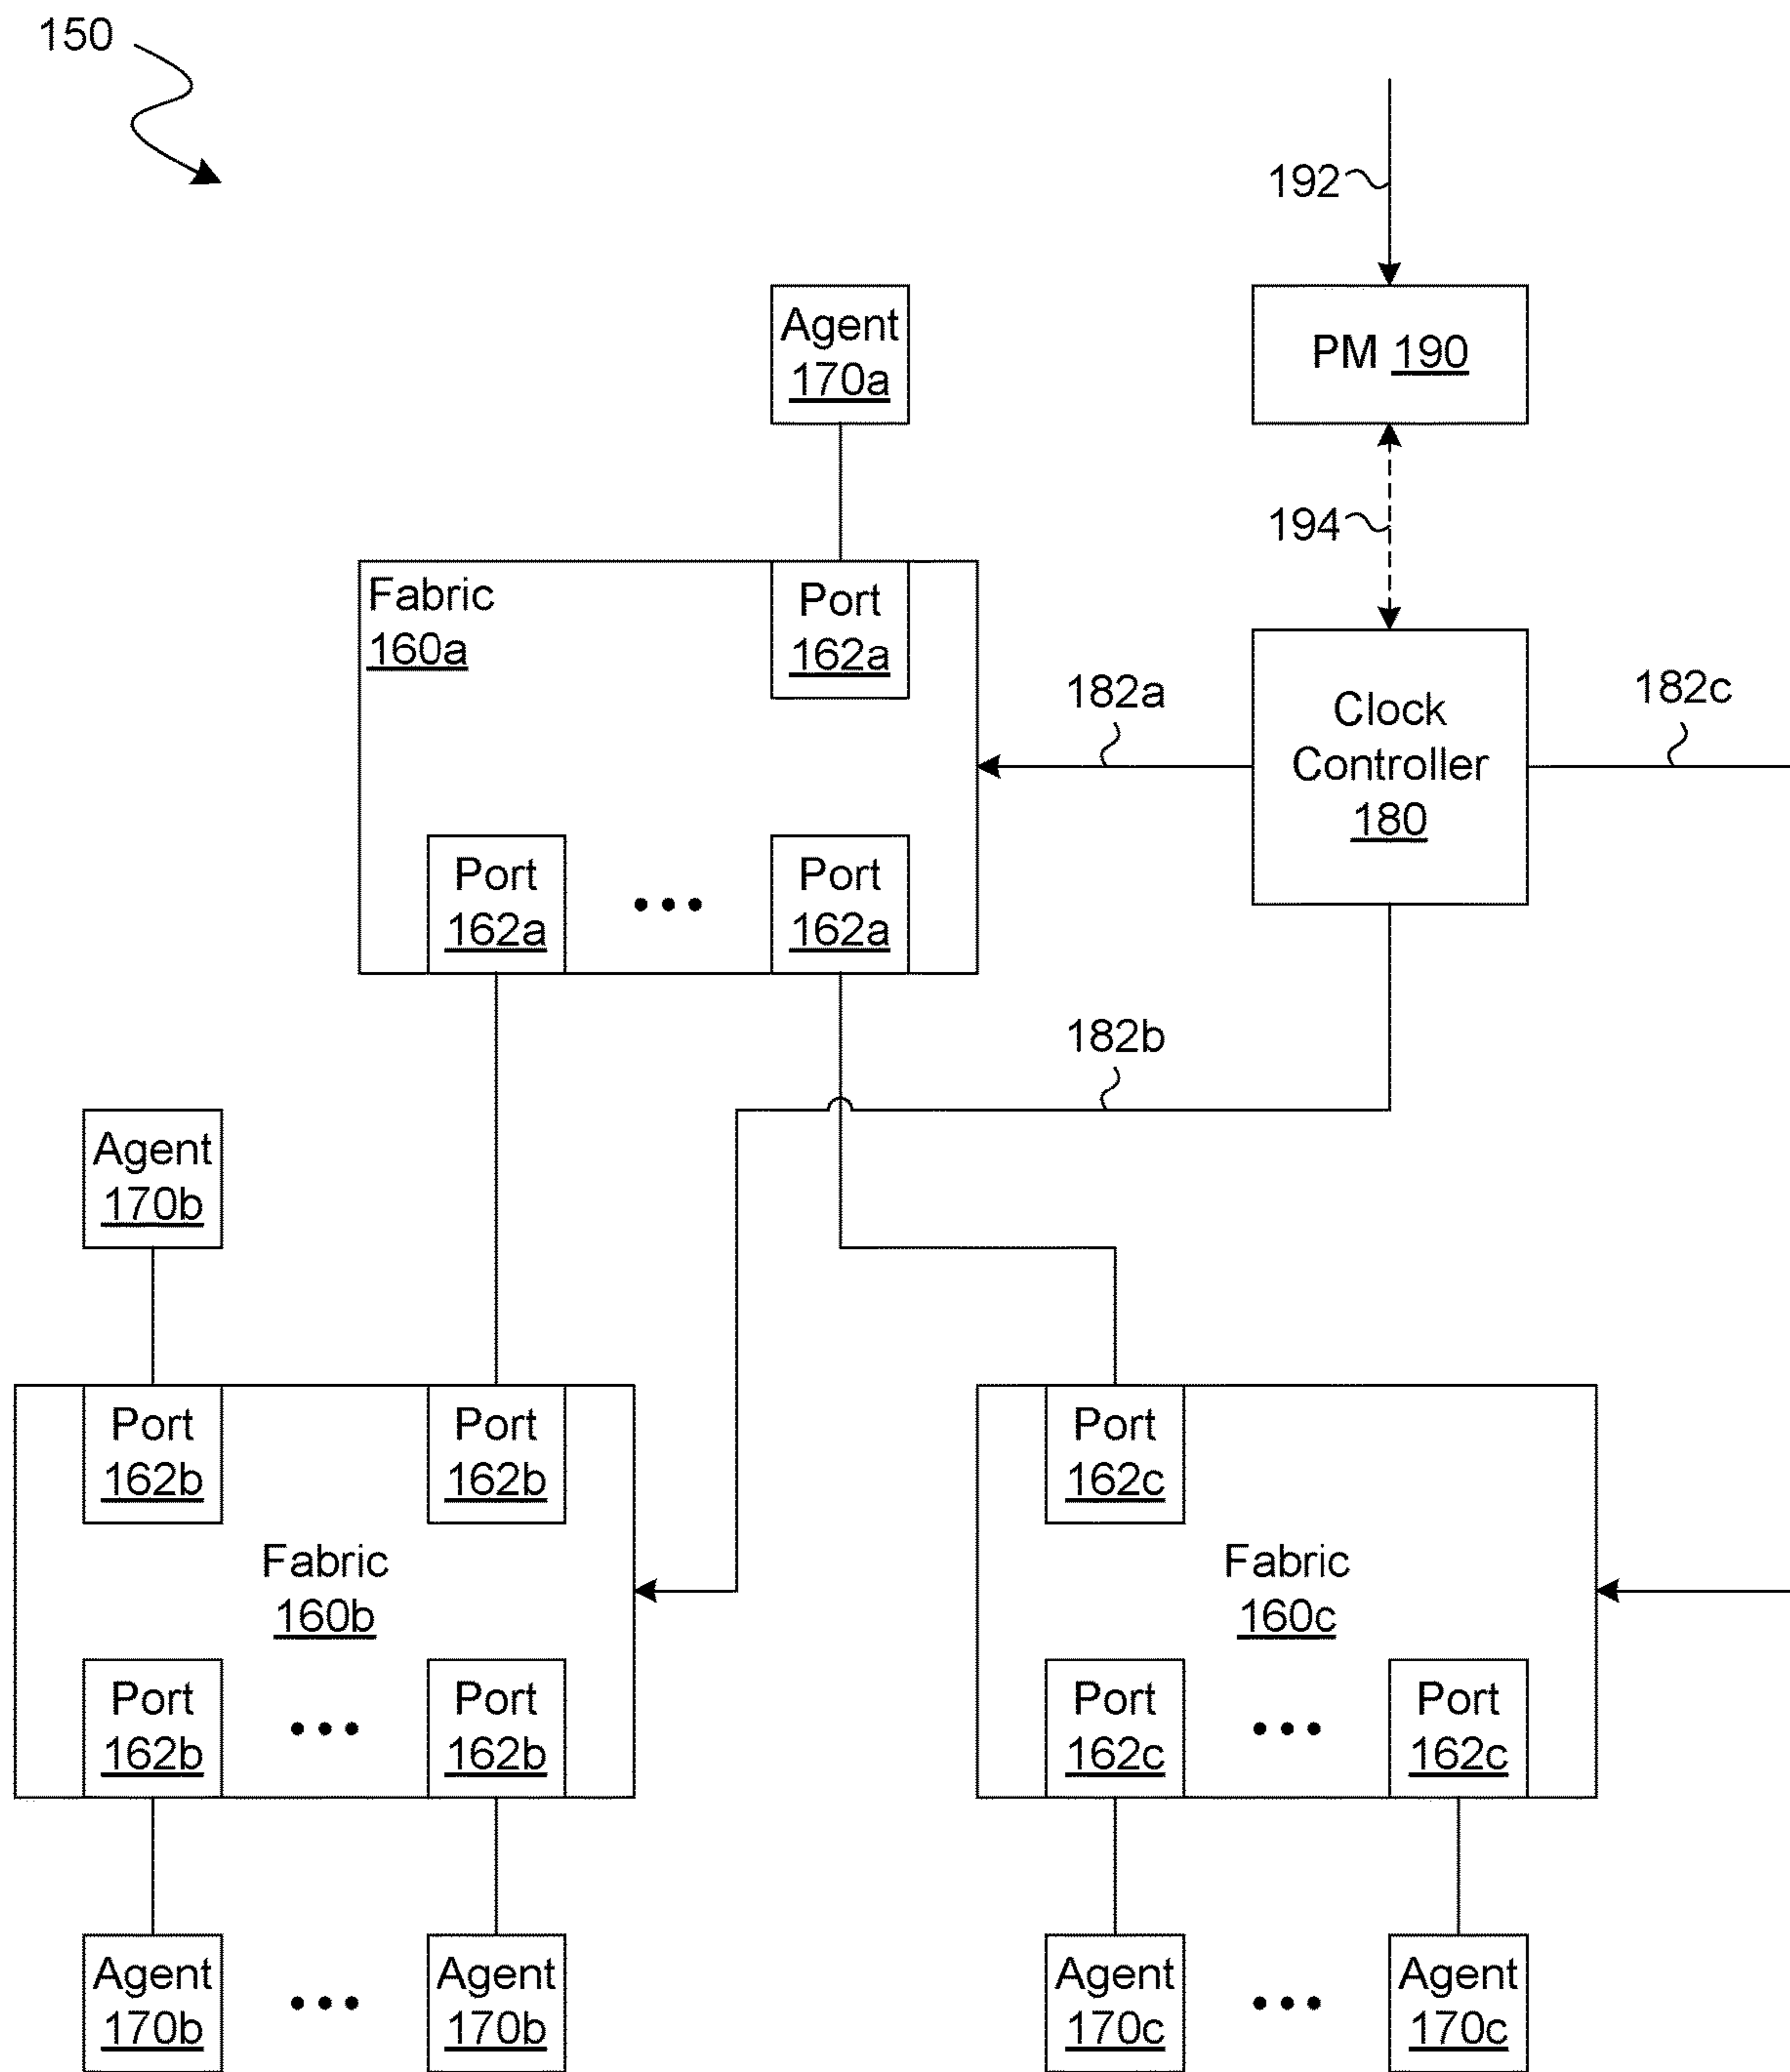 150
192
Agent
170a
PM 190
194
Fabric
160a
Port
162a
182a
Clock
Controller
180
182c
Port
162a
Port
162a
182b
Agent
170b
Port
162b
Port
162b
Port
162c
Fabric
160b
Fabric
160c
Port
162b
Port
162b
Port
162c
Port
162c
Agent
170b
Agent
170b
Agent
170c
Agent
170c